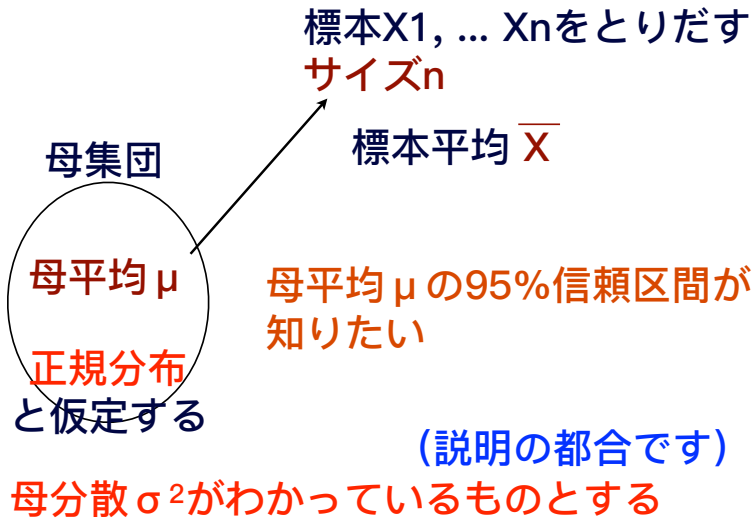 標本X1, ... Xnをとりだす
サイズn
標本平均 X̅
母集団
母平均μ
母平均μの95%信頼区間が
知りたい
正規分布
と仮定する
（説明の都合です）
母分散σ²がわかっているものとする